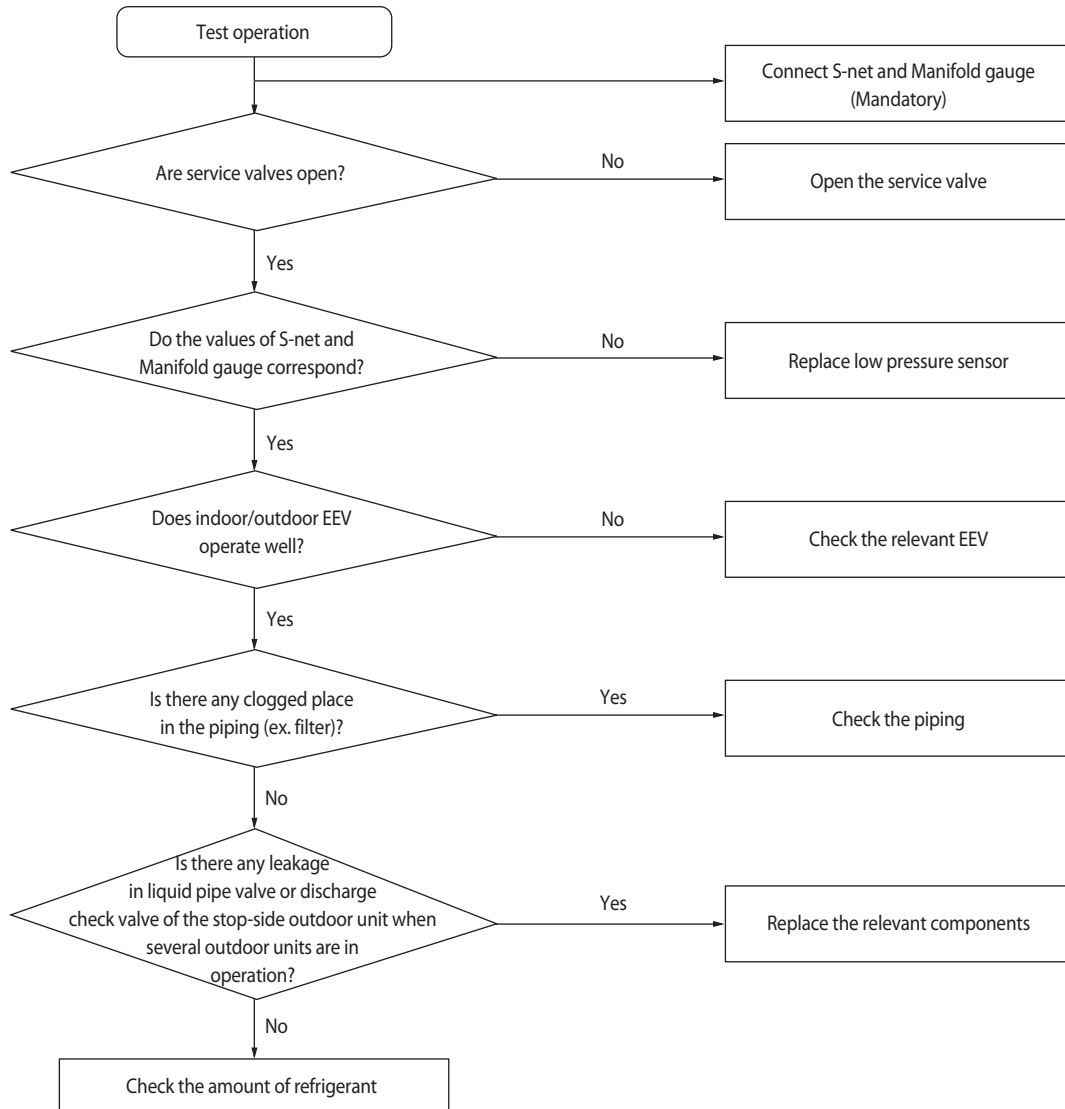 Test operation
Connect S-net and Manifold gauge
(Mandatory)
Are service valves open?
No
Open the service valve
Yes
Do the values of S-net and
Manifold gauge correspond?
No
Replace low pressure sensor
Yes
Does indoor/outdoor EEV
operate well?
No
Check the relevant EEV
Yes
Is there any clogged place
in the piping (ex. filter)?
Yes
Check the piping
No
Is there any leakage
in liquid pipe valve or discharge
check valve of the stop-side outdoor unit when
several outdoor units are in
operation?
Yes
Replace the relevant components
No
Check the amount of refrigerant